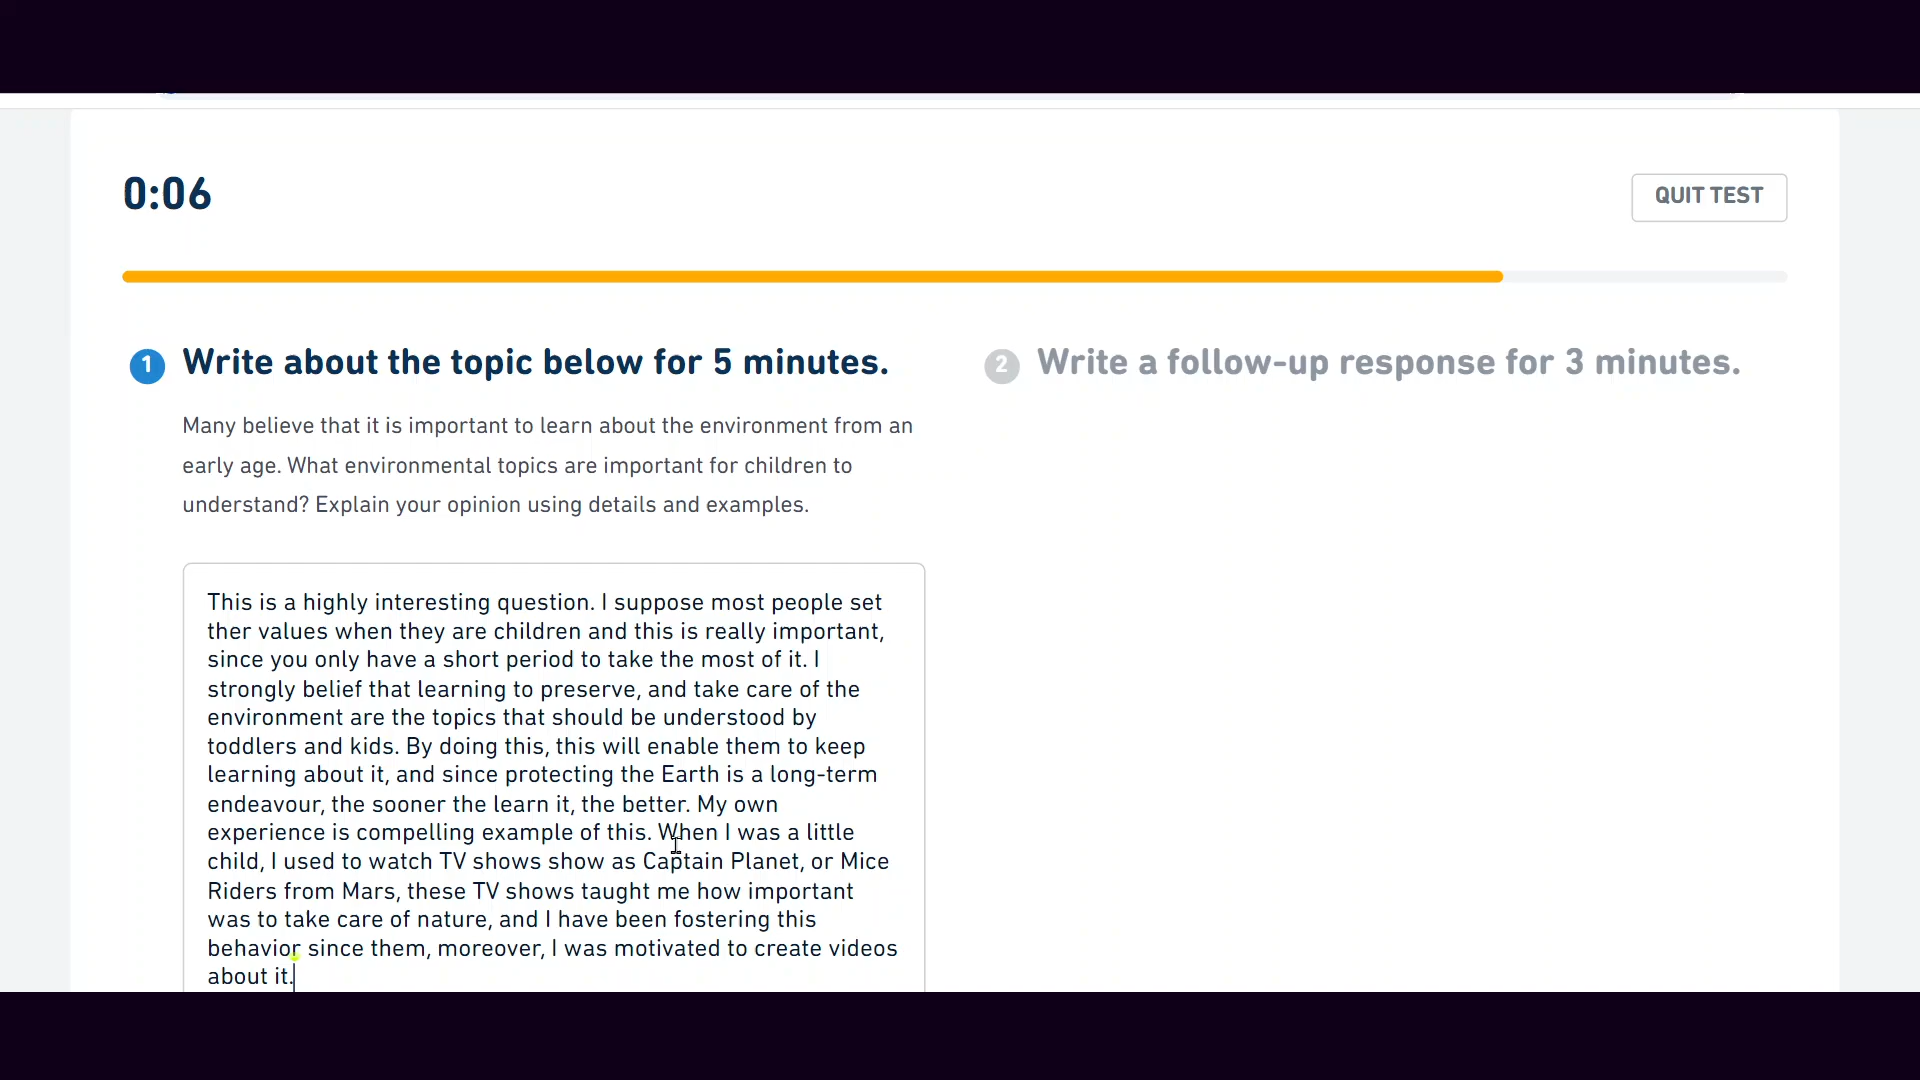 0:06
QUIT TEST
1 Write about the topic below for 5 minutes.
Many believe that it is important to learn about the environment from an
early age. What environmental topics are important for children to
understand? Explain your opinion using details and examples.
This is a highly interesting question. I suppose most people set
ther values when they are children and this is really important,
since you only have a short period to take the most of it. I
strongly belief that learning to preserve, and take care of the
environment are the topics that should be understood by
toddlers and kids. By doing this, this will enable them to keep
learning about it, and since protecting the Earth is a long-term
endeavour, the sooner the learn it, the better. My own
experience is compelling example of this. When I was a little
child, I used to watch TV shows show as Captain Planet, or Mice
Riders from Mars, these TV shows taught me how important
was to take care of nature, and I have been fostering this
behavior since them, moreover, I was motivated to create videos
about it.
2 Write a follow-up response for 3 minutes.